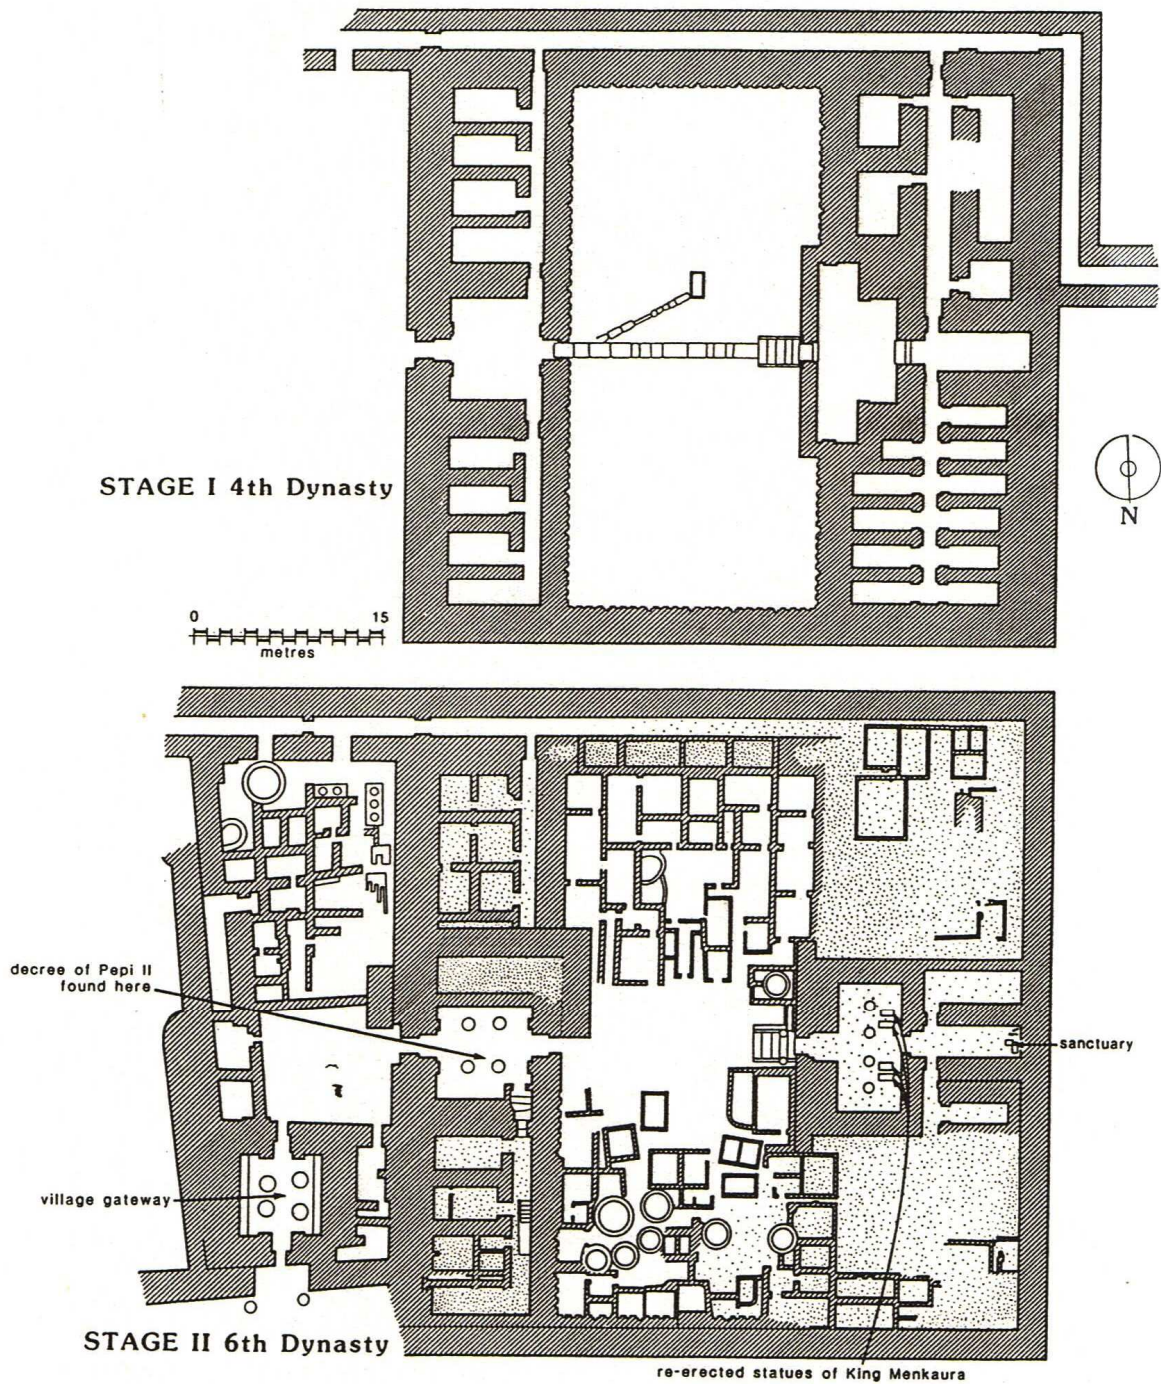 STAGE I 4th Dynasty
N
0 15
metres
decree of Pepi II
found here
sanctuary
village gateway
STAGE II 6th Dynasty
re-erected statues of King Menkaura